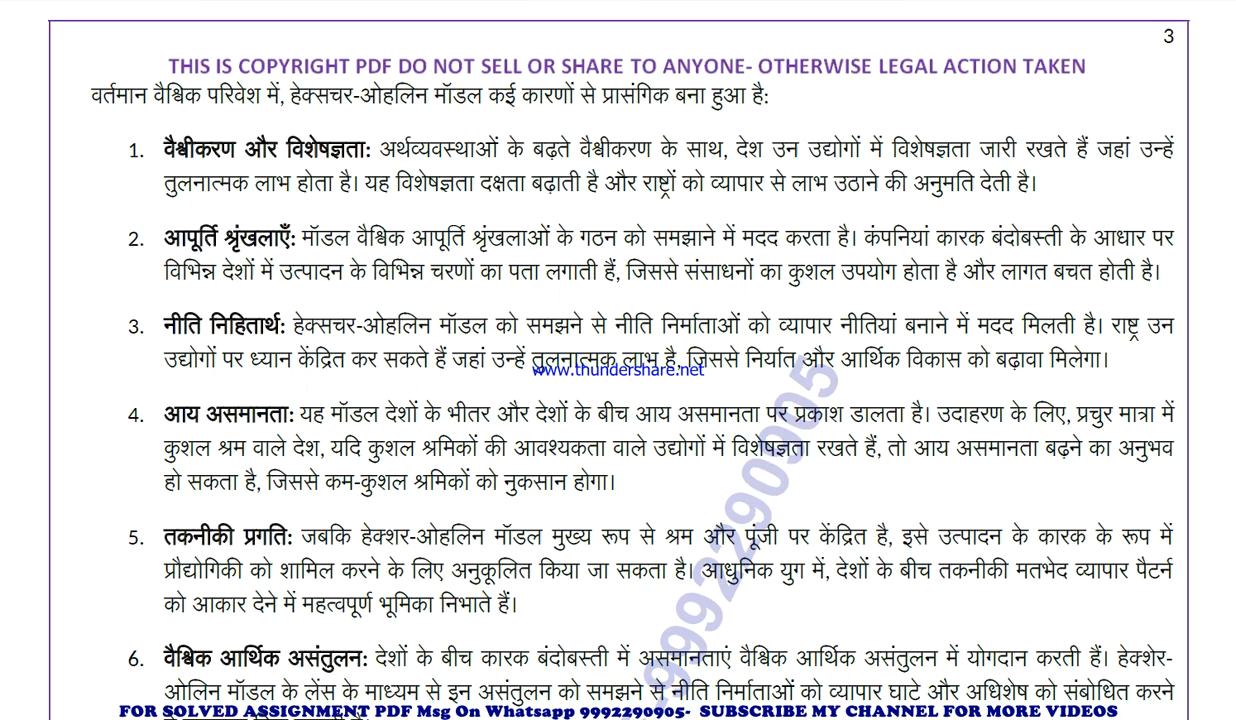 3
THIS IS COPYRIGHT PDF DO NOT SELL OR SHARE TO ANYONE- OTHERWISE LEGAL ACTION TAKEN
वर्तमान वैश्विक परिवेश में, हेक्सचर-ओहलिन मॉडल कई कारणों से प्रासंगिक बना हुआ है:
1. वैश्वीकरण और विशेषज्ञता: अर्थव्यवस्थाओं के बढ़ते वैश्वीकरण के साथ, देश उन उद्योगों में विशेषज्ञता जारी रखते हैं जहां उन्हें
तुलनात्मक लाभ होता है। यह विशेषज्ञता दक्षता बढ़ाती है और राष्ट्रों को व्यापार से लाभ उठाने की अनुमति देती है।
2. आपूर्ति श्रृंखलाएँ: मॉडल वैश्विक आपूर्ति श्रृंखलाओं के गठन को समझाने में मदद करता है। कंपनियां कारक बंदोबस्ती के आधार पर
विभिन्न देशों में उत्पादन के विभिन्न चरणों का पता लगाती हैं, जिससे संसाधनों का कुशल उपयोग होता है और लागत बचत होती है।
3. नीति निहितार्थ: हेक्सचर-ओहलिन मॉडल को समझने से नीति निर्माताओं को व्यापार नीतियां बनाने में मदद मिलती है। राष्ट्र उन
उद्योगों पर ध्यान केंद्रित कर सकते हैं जहां उन्हें तुलनात्मक लाभ है, जिससे निर्यात और आर्थिक विकास को बढ़ावा मिलेगा।
www.thundershare.net
4. आय असमानता: यह मॉडल देशों के भीतर और देशों के बीच आय असमानता पर प्रकाश डालता है। उदाहरण के लिए, प्रचुर मात्रा में
कुशल श्रम वाले देश, यदि कुशल श्रमिकों की आवश्यकता वाले उद्योगों में विशेषज्ञता रखते हैं, तो आय असमानता बढ़ने का अनुभव
हो सकता है, जिससे कम-कुशल श्रमिकों को नुकसान होगा।
5. तकनीकी प्रगति: जबकि हेक्शर-ओहलिन मॉडल मुख्य रूप से श्रम और पूंजी पर केंद्रित है, इसे उत्पादन के कारक के रूप में
प्रौद्योगिकी को शामिल करने के लिए अनुकूलित किया जा सकता है। आधुनिक युग में, देशों के बीच तकनीकी मतभेद व्यापार पैटर्न
को आकार देने में महत्वपूर्ण भूमिका निभाते हैं।
6. वैश्विक आर्थिक असंतुलन: देशों के बीच कारक बंदोबस्ती में असमानताएं वैश्विक आर्थिक असंतुलन में योगदान करती हैं। हेक्शेर-
ओलिन मॉडल के लेंस के माध्यम से इन असंतुलन को समझने से नीति निर्माताओं को व्यापार घाटे और अधिशेष को संबोधित करने
9992290905
FOR SOLVED ASSIGNMENT PDF Msg On Whatsapp 9992290905- SUBSCRIBE MY CHANNEL FOR MORE VIDEOS